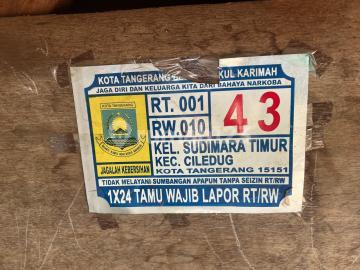 KOTA TANGERANG KUL KARIMAH
JAGA DIRI DAN KELUARGA KITA DARI BAHAYA NARKOBA
KOTA TANGERANG
JAGALAH KEBERSIHAN
RT. 001
RW. 010
43
KEL. SUDIMARA TIMUR
KEC. CILEDUG
KOTA TANGERANG 15151
TIDAK MELAYANI SUMBANGAN APAPUN TANPA SEIZIN RT/RW
1X24 TAMU WAJIB LAPOR RT/RW